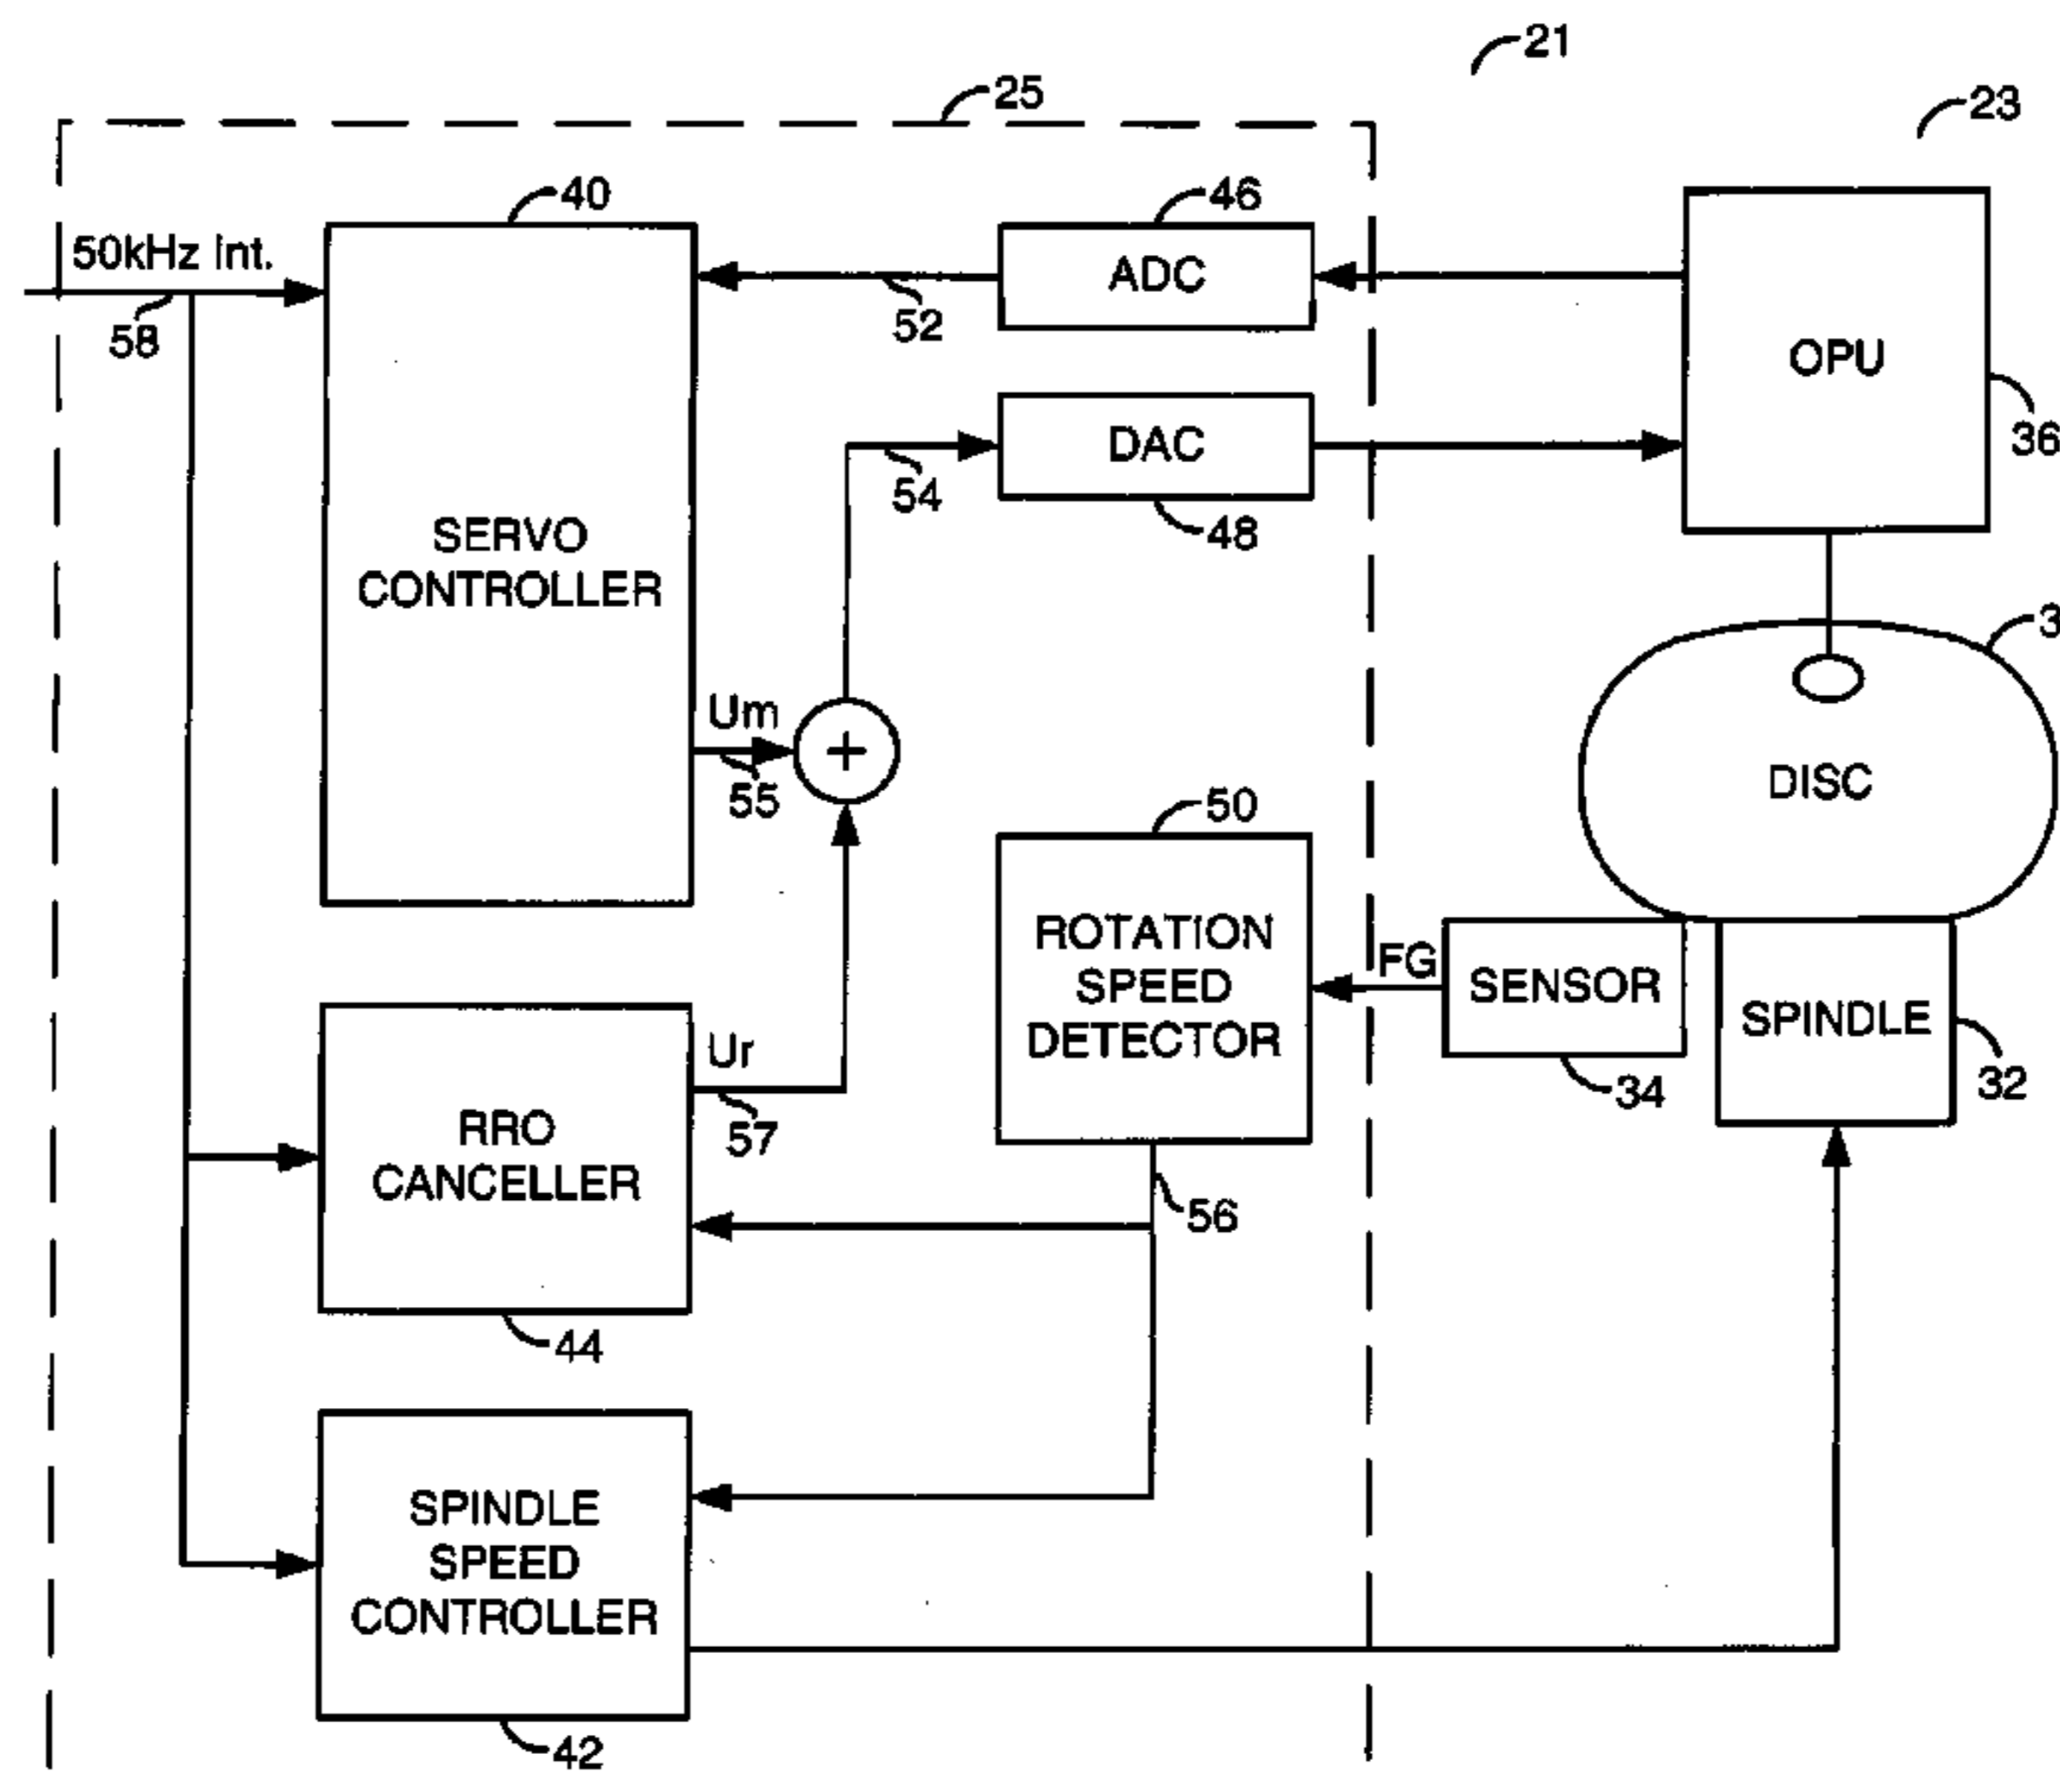 21
25
23
40
46
50kHz Int.
ADC
58
52
OPU
36
DAC
54
48
SERVO
CONTROLLER
3
Um
55
+
DISC
50
ROTATION
SPEED
DETECTOR
FG
SENSOR
34
SPINDLE
32
Ur
57
RRO
CANCELLER
56
44
SPINDLE
SPEED
CONTROLLER
42